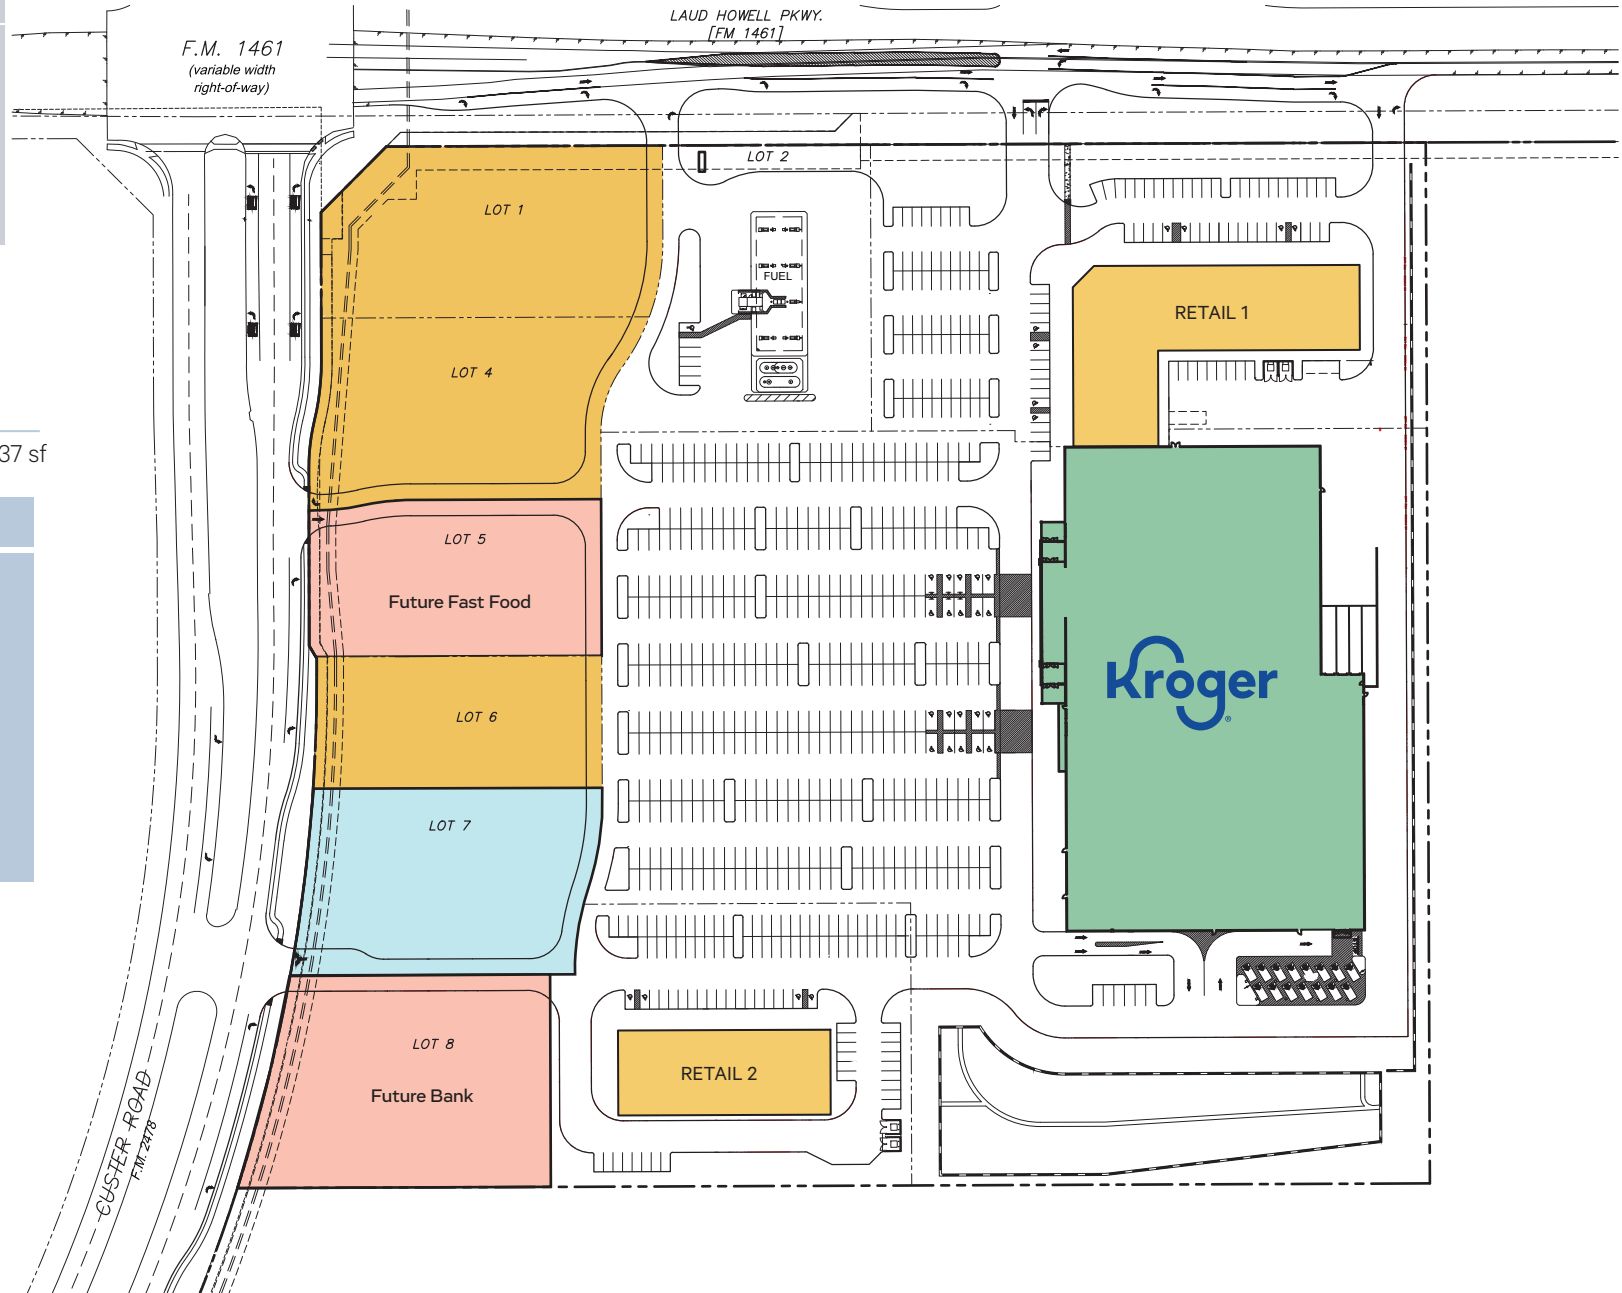 LAUD HOWELL PKWY.
[FM 1461]
F.M. 1461
(variable width
right-of-way)
LOT 2
LOT 1
FUEL
RETAIL 1
LOT 4
37 sf
LOT 5
Future Fast Food
Kroger
®
LOT 6
LOT 7
LOT 8
Future Bank
RETAIL 2
CUSTER ROAD
F.M. 2478